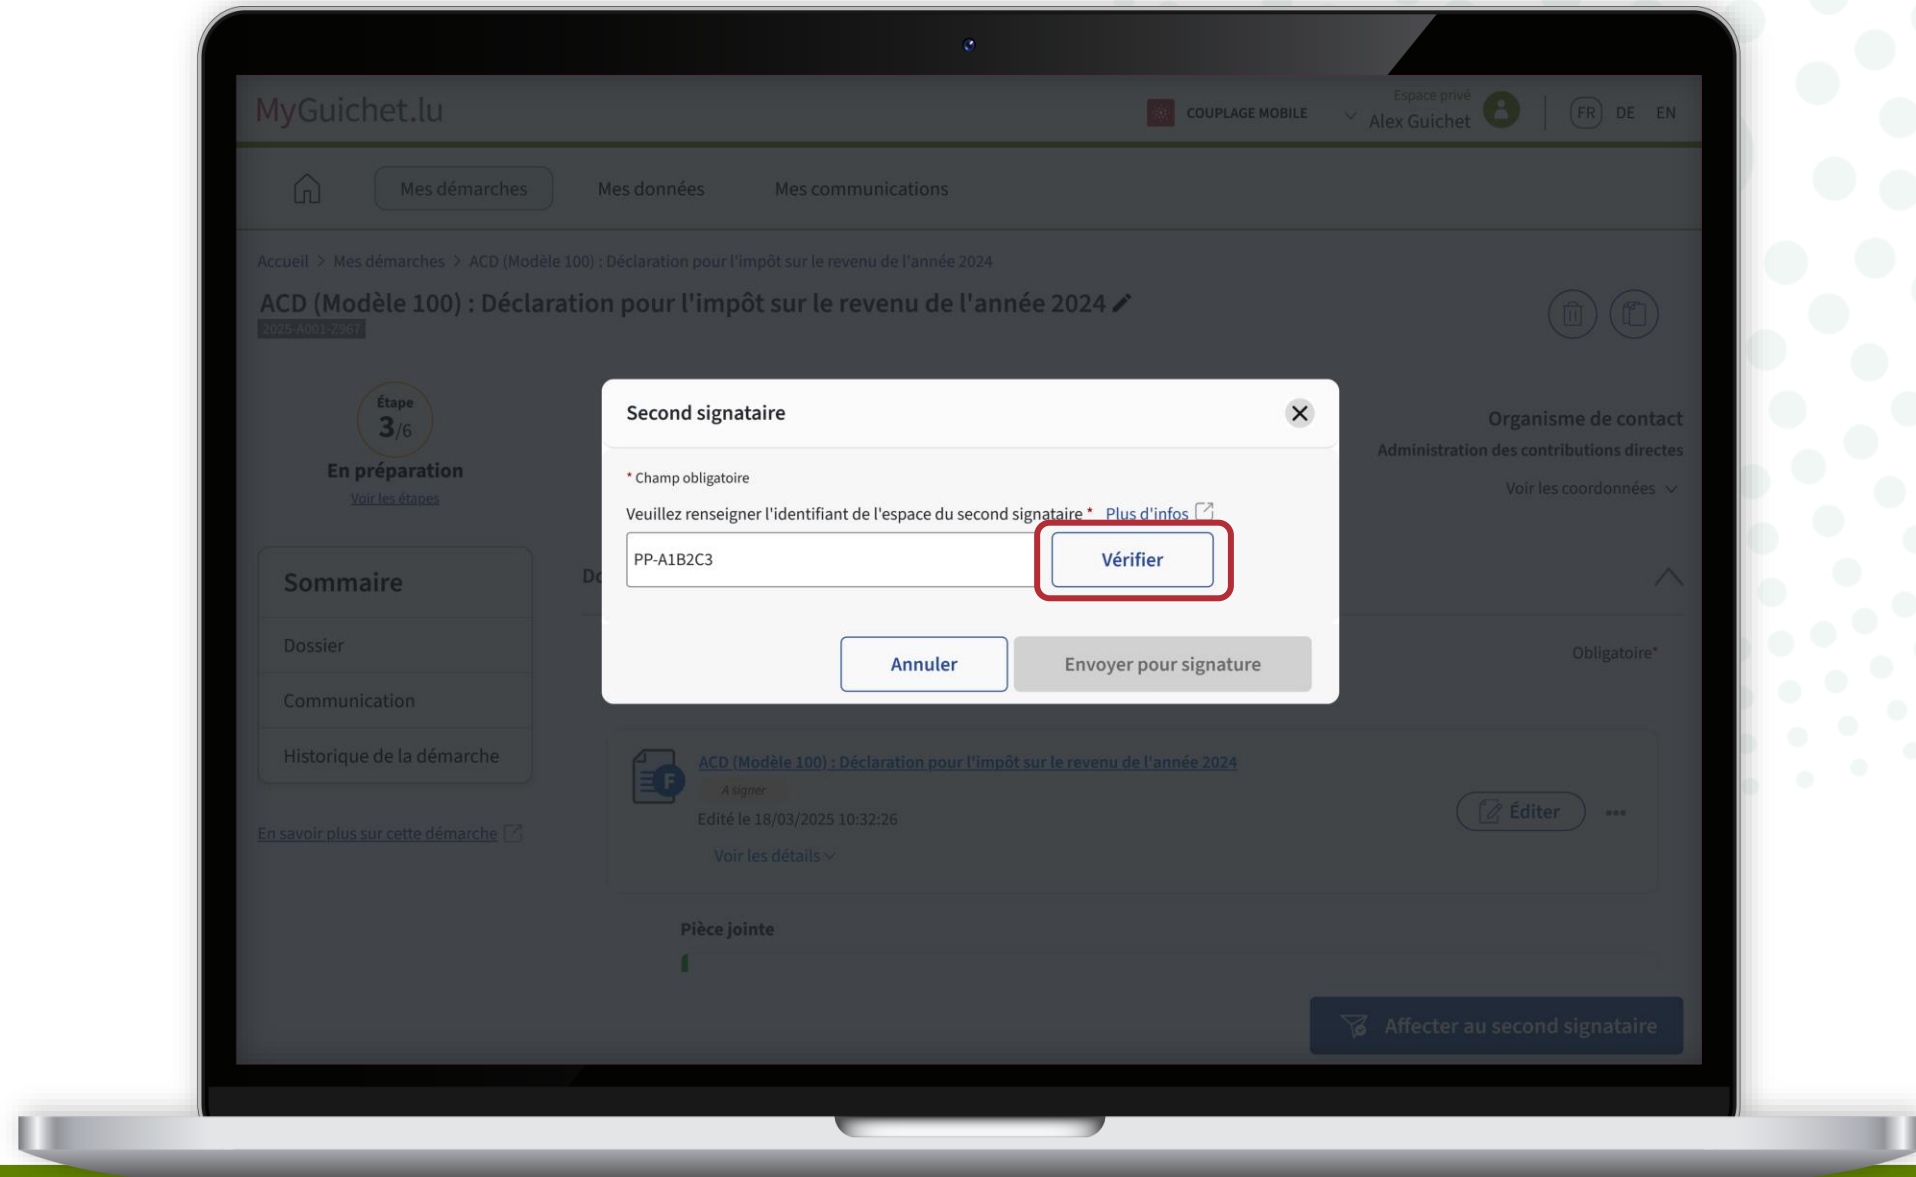 MyGuichet.lu
COUPLAGE MOBILE
Espace privé
Alex Guichet
FR DE EN
Mes démarches
Mes données
Mes communications
Accueil > Mes démarches > ACD (Modèle 100) : Déclaration pour l'impôt sur le revenu de l'année 2024
ACD (Modèle 100) : Déclaration pour l'impôt sur le revenu de l'année 2024
2025-A001-Z967
Étape
3/6
En préparation
Voir les étapes
Organisme de contact
Administration des contributions directes
Voir les coordonnées
Second signataire
* Champ obligatoire
Veuillez renseigner l'identifiant de l'espace du second signataire * Plus d'infos
PP-A1B2C3
Vérifier
Annuler
Envoyer pour signature
Sommaire
Dossier
Communication
Historique de la démarche
En savoir plus sur cette démarche
Obligatoire*
F
ACD (Modèle 100) : Déclaration pour l'impôt sur le revenu de l'année 2024
A signer
Edité le 18/03/2025 10:32:26
Voir les détails
Éditer
Pièce jointe
Affecter au second signataire